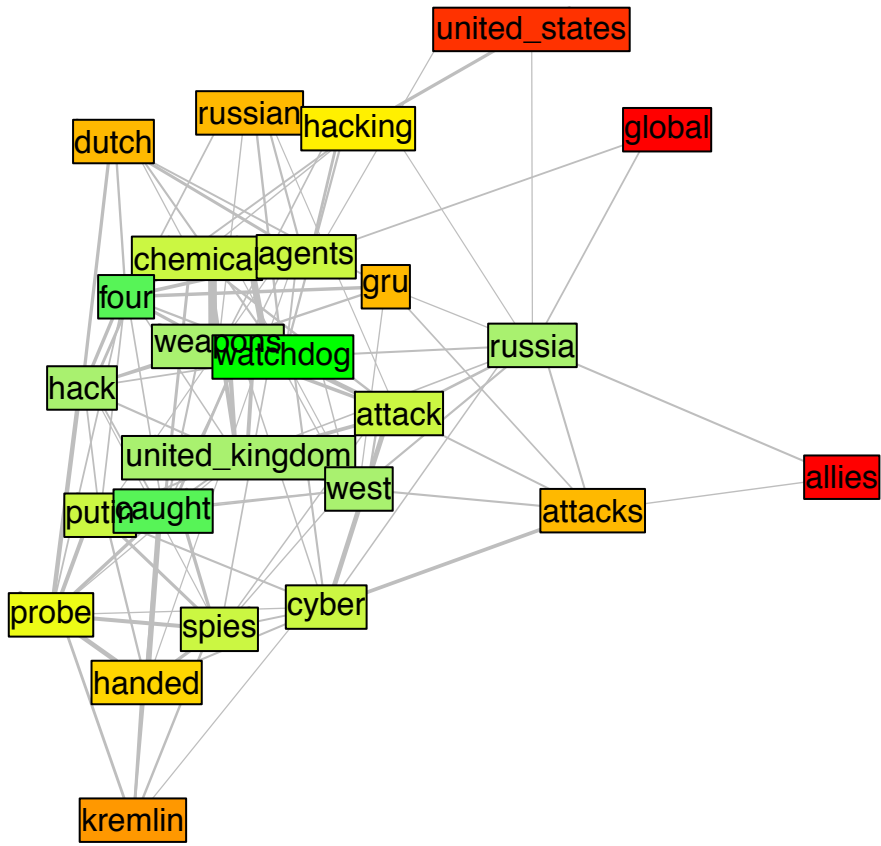 united_states
russian
hacking
global
dutch
chemical
agents
gru
four
weapons
watchdog
russia
hack
attack
united_kingdom
west
allies
putin
caught
attacks
probe
spies
cyber
handed
kremlin